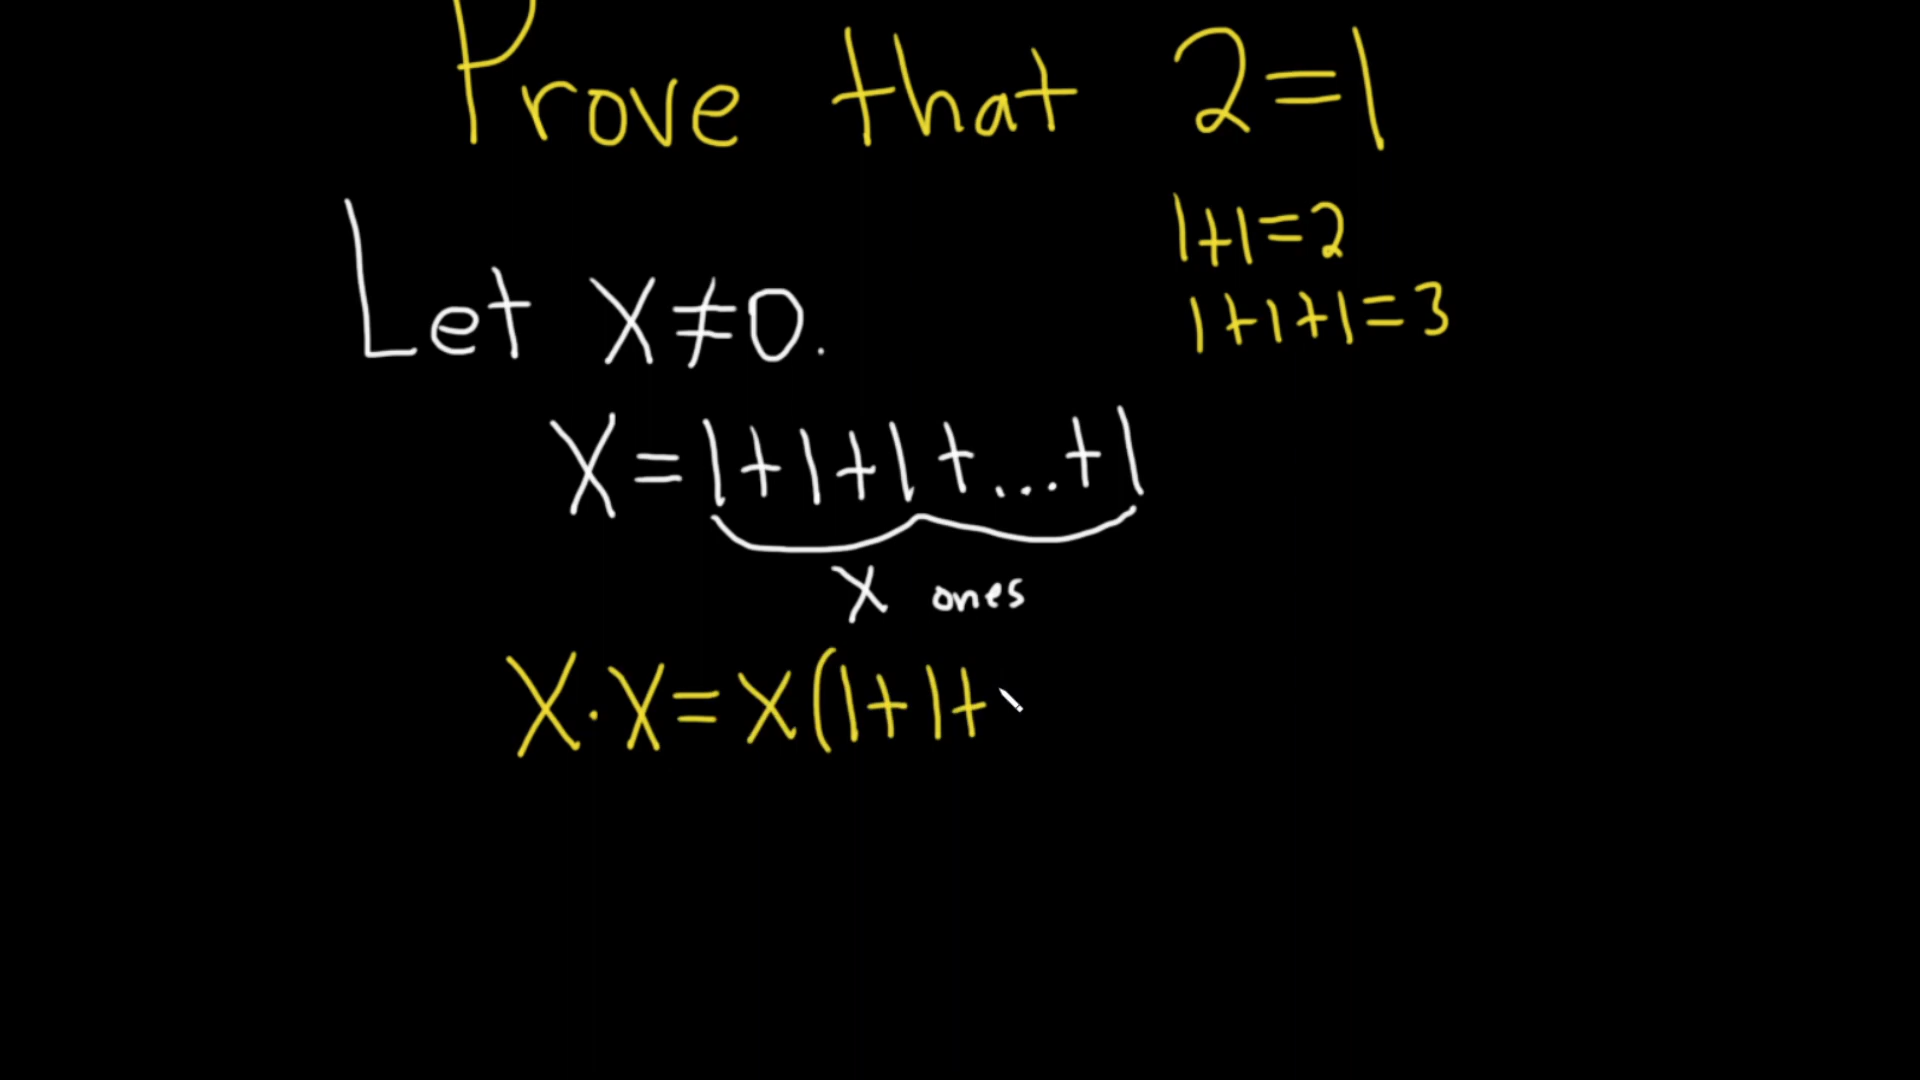 Prove that 2=1
1+1=2
Let X≠0.
1+1+1=3
X=1+1+1+...+1
X ones
X·X=X(1+1+